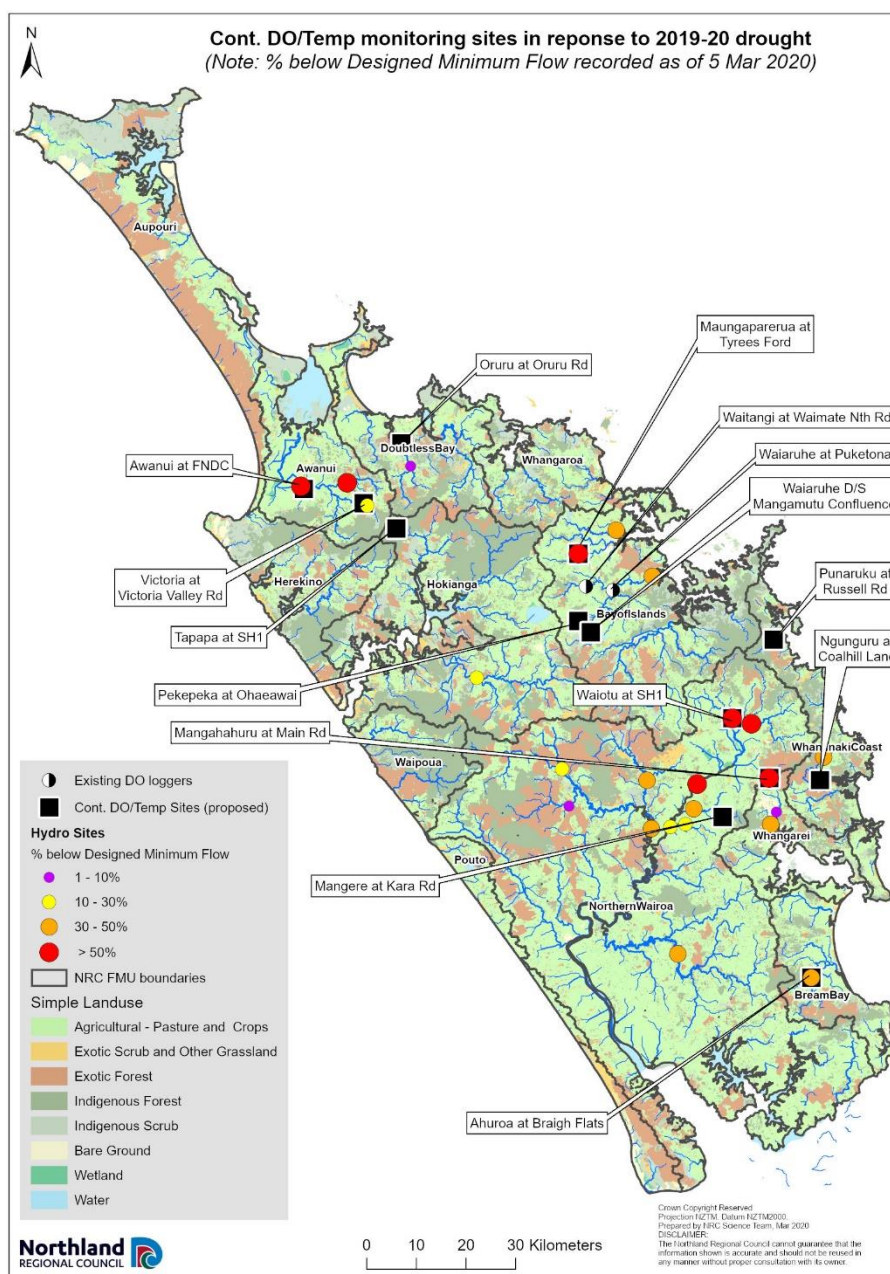 Cont. DO/Temp monitoring sites in reponse to 2019-20 drought
(Note: % below Designed Minimum Flow recorded as of 5 Mar 2020)
N
Aupouri
Maungaparerua at
Tyrees Ford
Oruru at Oruru Rd
Waitangi at Waimate Nth Rd
DoubtlessBay
Whangaroa
Waiaruhe at Puketona
Awanui at FNDC
Awanui
Waiaruhe D/S
Mangamutu Confluence
Victoria at
Victoria Valley Rd
Herekino
Hokianga
BayofIslands
Punaruku at
Russell Rd
Tapapa at SH1
Ngunguru at
Coalhill Lane
Pekepeka at Ohaeawai
Waiotu at SH1
Mangahahuru at Main Rd
WhananakiCoast
Waipoua
Whangarei
Pouto
Mangere at Kara Rd
NorthernWairoa
BreamBay
Ahuroa at Braigh Flats
Existing DO loggers
Cont. DO/Temp Sites (proposed)
Hydro Sites
% below Designed Minimum Flow
1 - 10%
10 - 30%
30 - 50%
> 50%
NRC FMU boundaries
Simple Landuse
Agricultural - Pasture and Crops
Exotic Scrub and Other Grassland
Exotic Forest
Indigenous Forest
Indigenous Scrub
Bare Ground
Wetland
Water
Northland
REGIONAL COUNCIL
0 10 20 30 Kilometers
Crown Copyright Reserved
Projection NZTM. Datum NZTM2000.
Prepared by NRC Science Team, Mar 2020
DISCLAIMER:
The Northland Regional Council cannot guarantee that the
information shown is accurate and should not be reused in
any manner without proper consultation with its owner.